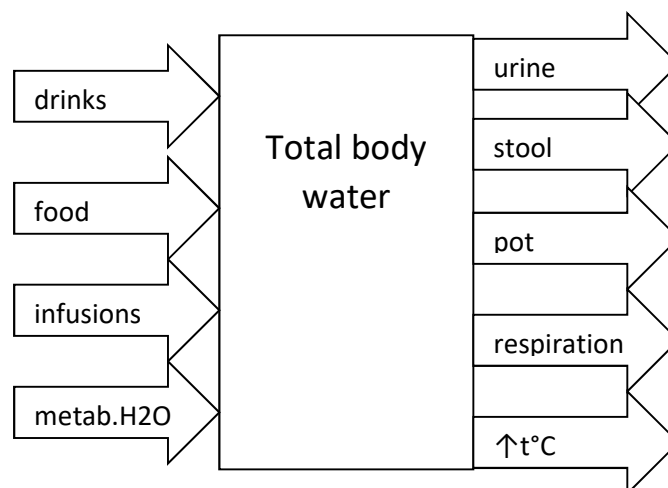 drinks
food
infusions
metab.H2O
Total body
water
urine
stool
pot
respiration
↑t°C